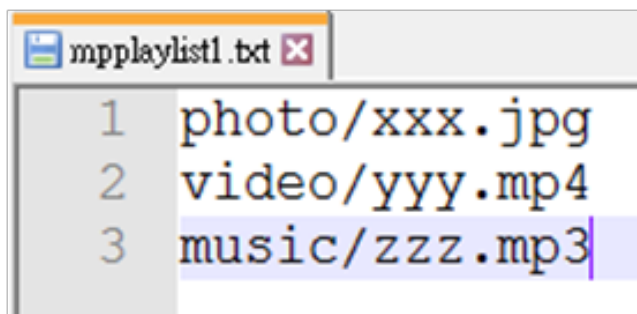 mpplaylist1.txt
1 photo/xxx.jpg
2 video/yyy.mp4
3 music/zzz.mp3